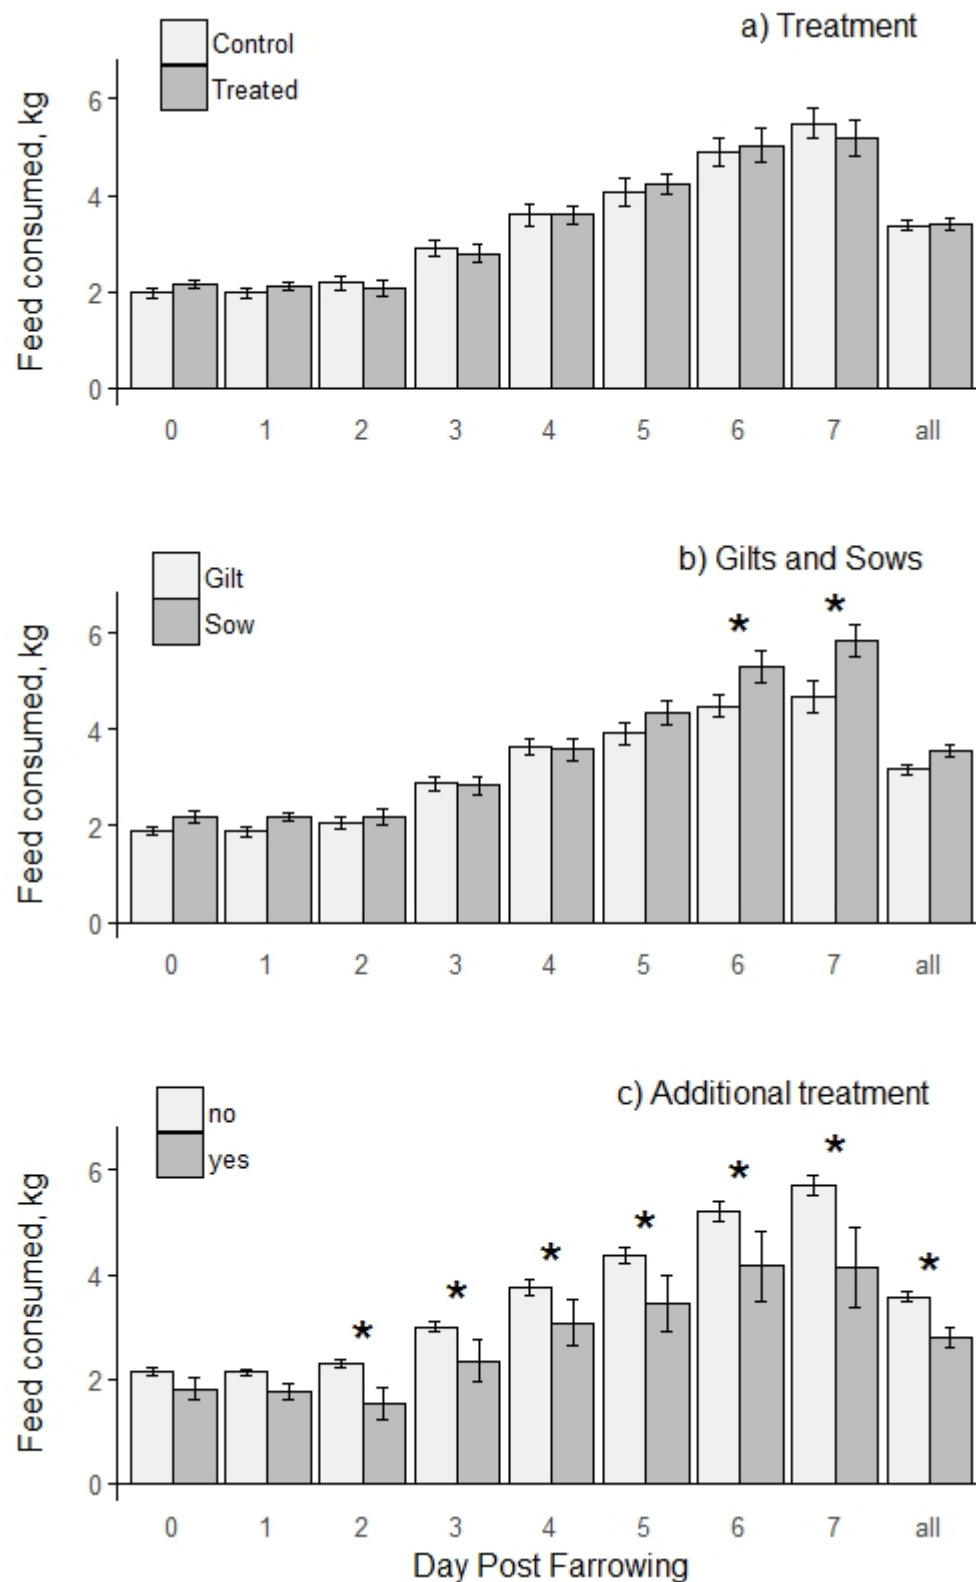 a) Treatment
Control
Treated
Feed consumed, kg
6
4
2
0
0 1 2 3 4 5 6 7 all
b) Gilts and Sows
Gilt
Sow
Feed consumed, kg
* *
6
4
2
0
0 1 2 3 4 5 6 7 all
c) Additional treatment
no
yes
Feed consumed, kg
* * * * * * *
6
4
2
0
0 1 2 3 4 5 6 7 all
Day Post Farrowing